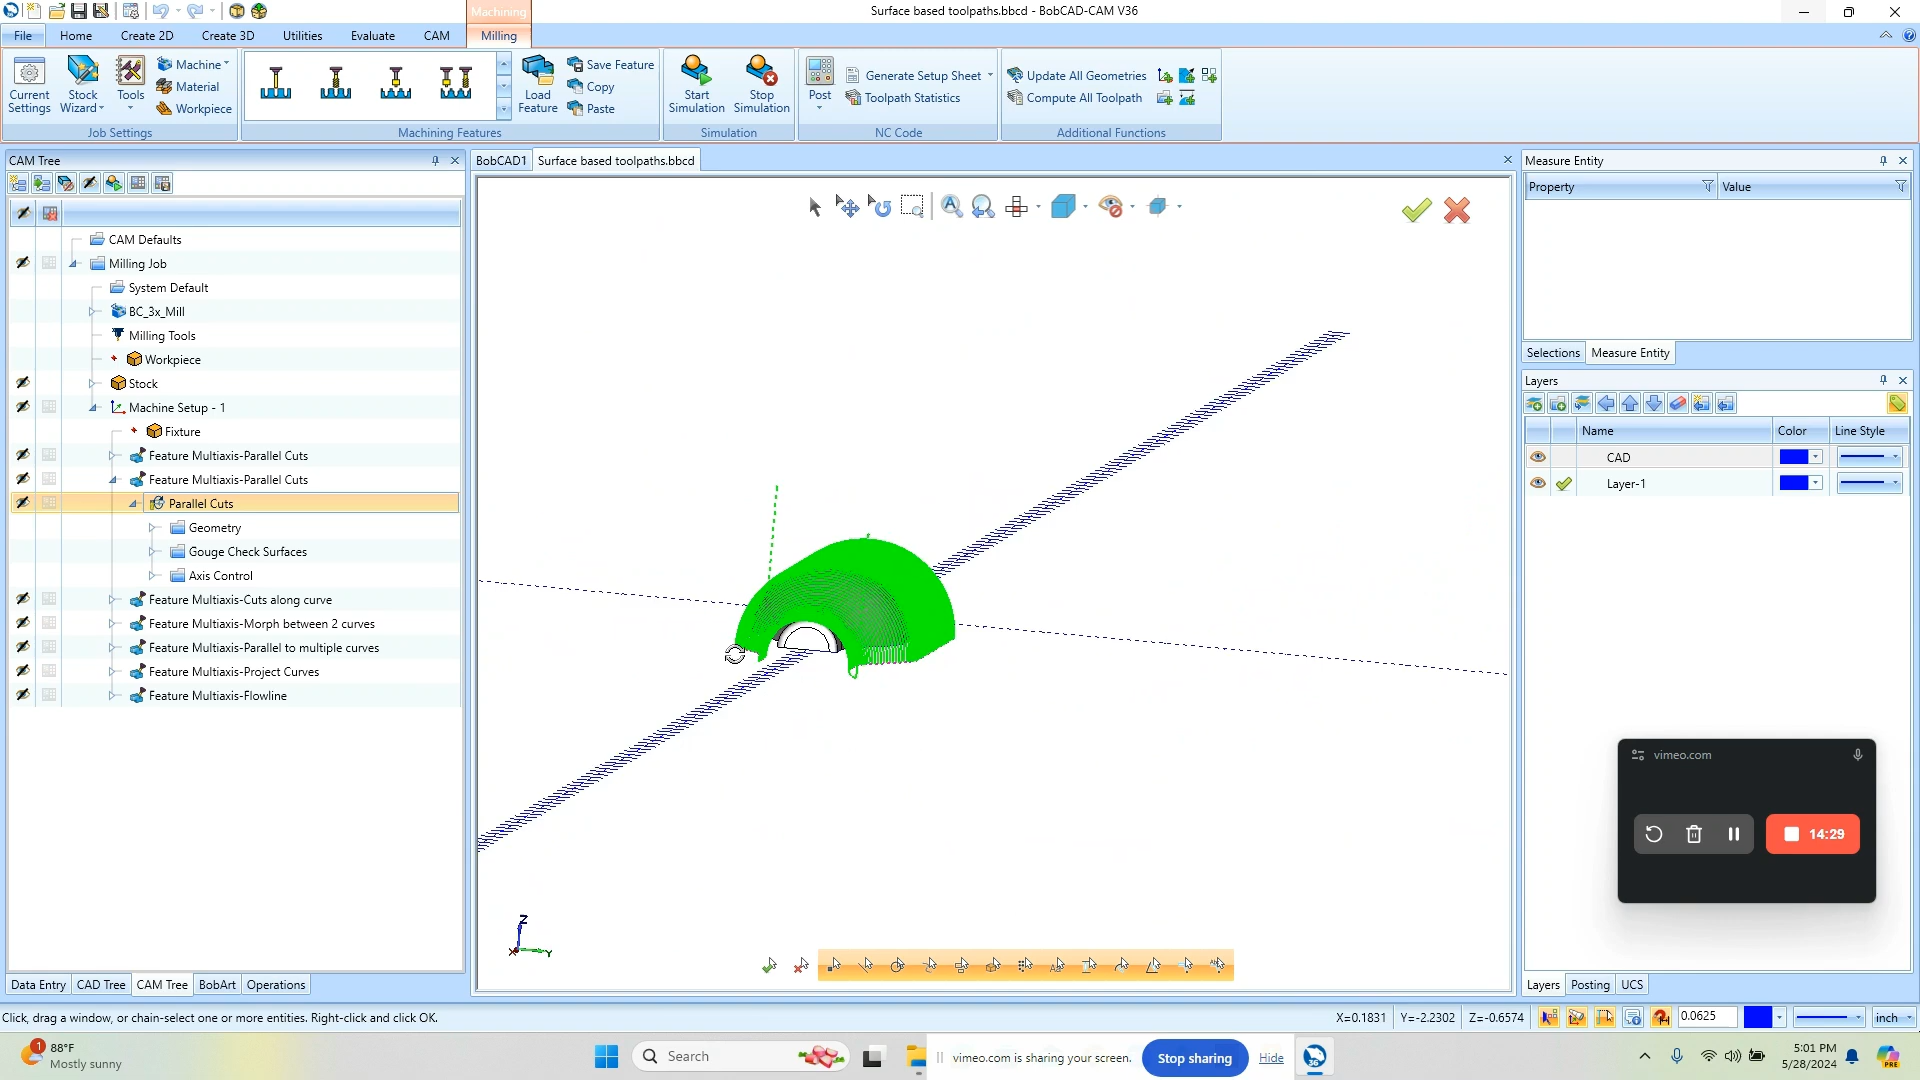 Surface based toolpaths.bbcd - BobCAD-CAM V36
Machining
File
Home
Create 2D
Create 3D
Utilities
Evaluate
CAM
Milling
Current Settings
Stock Wizard
Tools
Machine
Material
Workpiece
Job Settings
Machining Features
Load Feature
Save Feature
Copy
Paste
Start Simulation
Stop Simulation
Simulation
Post
Generate Setup Sheet
Toolpath Statistics
NC Code
Update All Geometries
Compute All Toolpath
Additional Functions
CAM Tree
CAM Defaults
Milling Job
System Default
BC_3x_Mill
Milling Tools
Workpiece
Stock
Machine Setup - 1
Fixture
Feature Multiaxis-Parallel Cuts
Feature Multiaxis-Parallel Cuts
Parallel Cuts
Geometry
Gouge Check Surfaces
Axis Control
Feature Multiaxis-Cuts along curve
Feature Multiaxis-Morph between 2 curves
Feature Multiaxis-Parallel to multiple curves
Feature Multiaxis-Project Curves
Feature Multiaxis-Flowline
Data Entry
CAD Tree
CAM Tree
BobArt
Operations
BobCAD1
Surface based toolpaths.bbcd
Z
X
Y
Measure Entity
Property
Value
Selections
Measure Entity
Layers
Name
Color
Line Style
CAD
Layer-1
vimeo.com
14:29
Layers
Posting
UCS
Click, drag a window, or chain-select one or more entities. Right-click and click OK.
X=0.1831
Y=-2.2302
Z=-0.6574
0.0625
inch
1
88°F
Mostly sunny
Search
vimeo.com is sharing your screen.
Stop sharing
Hide
5:01 PM
5/28/2024
PRE